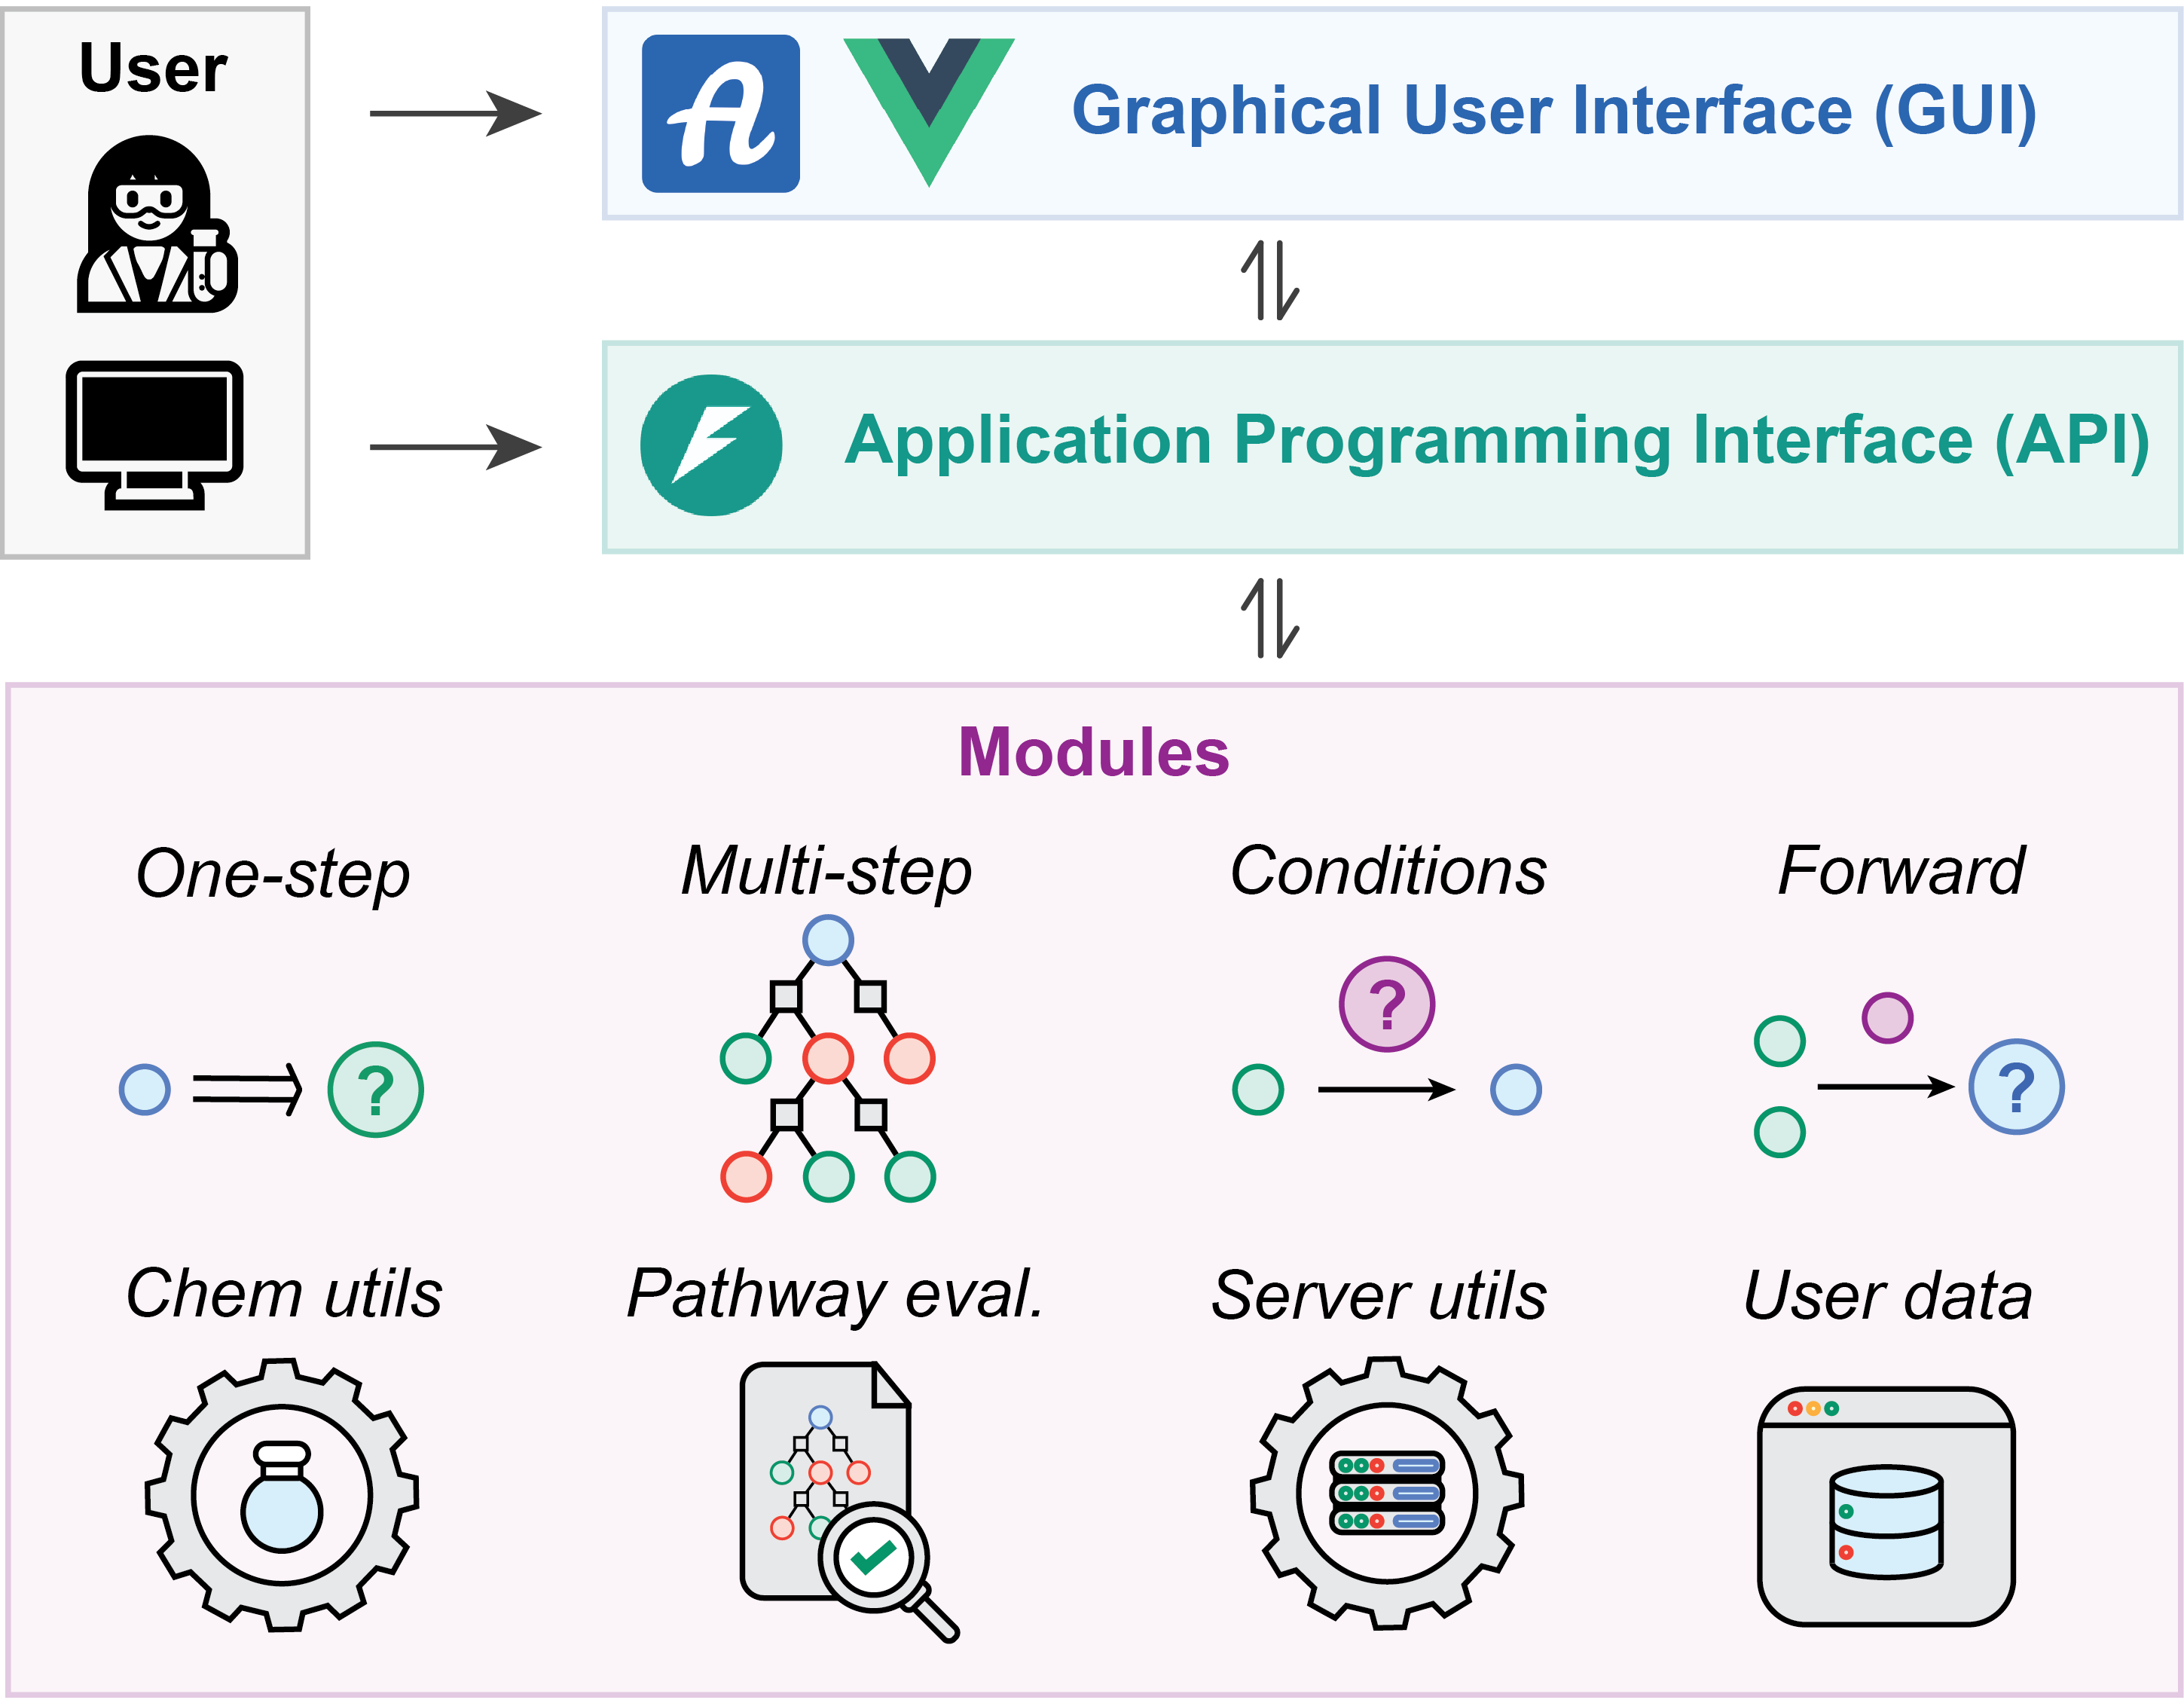 User
A
Graphical User Interface (GUI)
Application Programming Interface (API)
Modules
One-step
Multi-step
Conditions
Forward
?
?
?
Chem utils
Pathway eval.
Server utils
User data